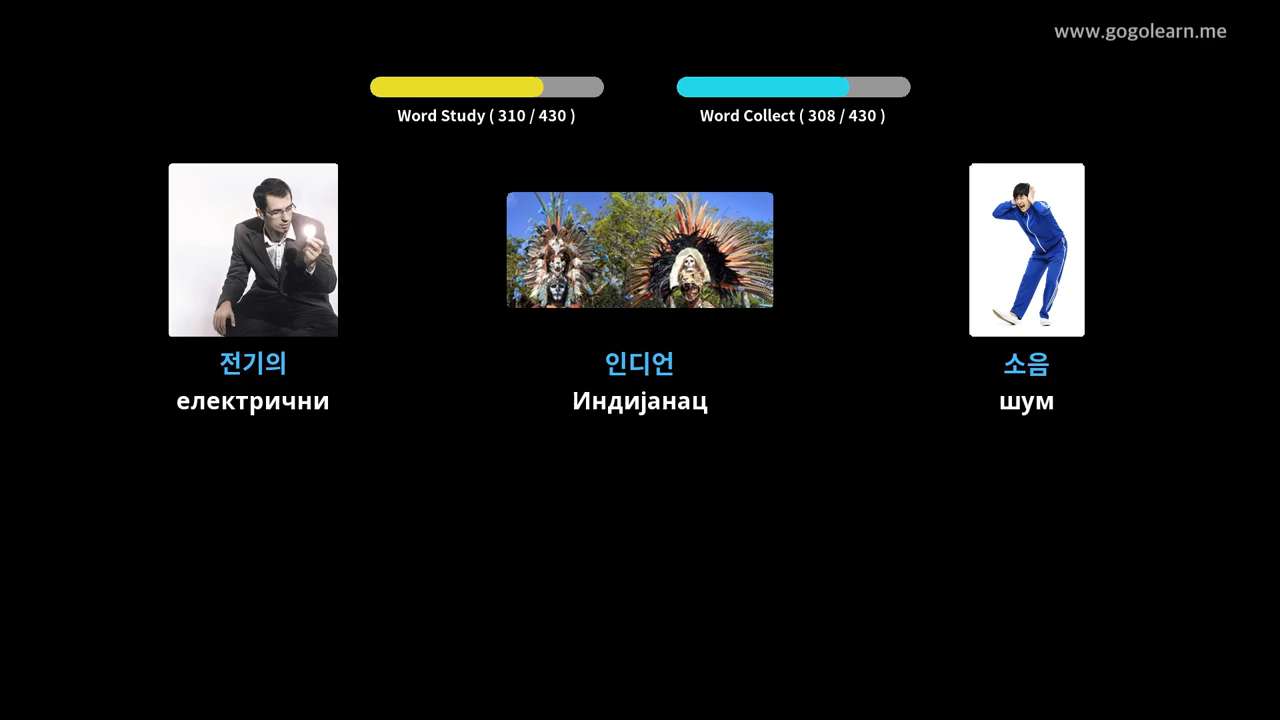 www.gogolearn.me
Word Study ( 310 / 430 )
Word Collect ( 308 / 430 )
전기의
електрични
인디언
Индијанац
소음
шум